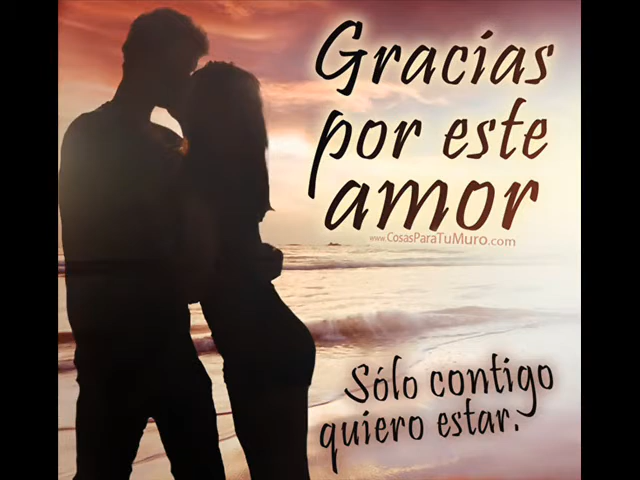 Gracias
por este
amor
www.CosasParaTuMuro.com
Sólo contigo
quiero estar.